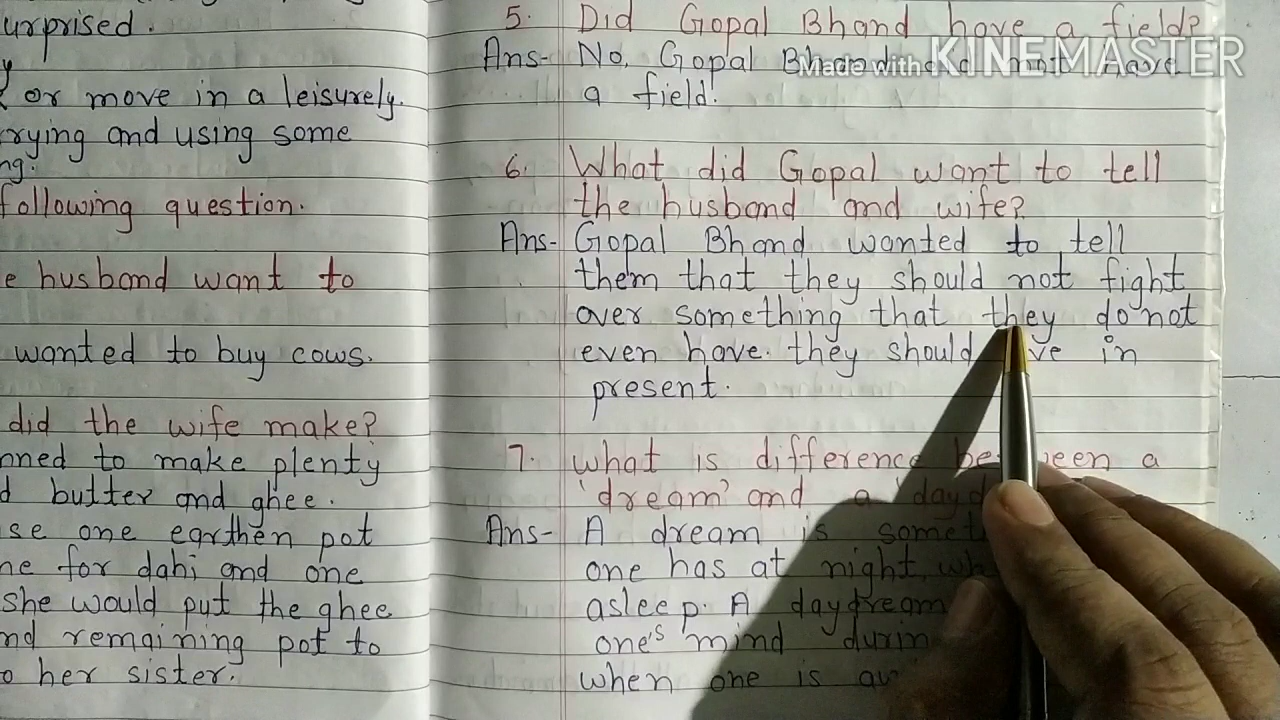 urprised.
y
or move in a leisurely.
rying and using some
ng.
following question.
e husband want to
wanted to buy cows.
did the wife make?
nned to make plenty
d butter and ghee.
se one earthen pot
ne for dahi and one
she would put the ghee
nd remaining pot to
o her sister.
5. Did Gopal Bhand have a field?
Ans- No, Gopal Bhand not have
a field.
Made with KINEMASTER
6. What did Gopal want to tell
the husband and wife?
Ans- Gopal Bhand wanted to tell
them that they should not fight
over something that they do not
even have. they should ve in
present.
7. what is difference be ween a
'dream' and a 'dayd
Ans- A dream is somet
one has at night, wh
asleep. A daydream
one's mind durin
when one is aw